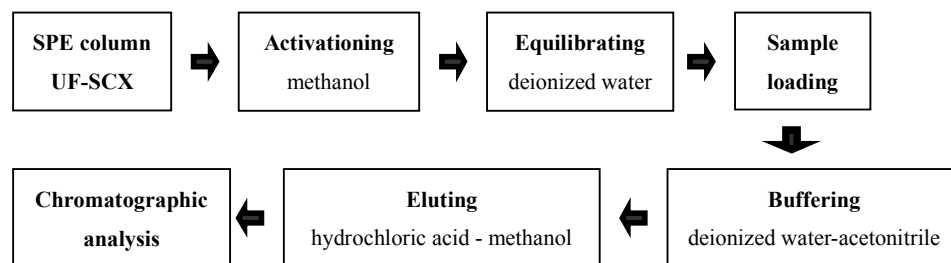 SPE column
UF-SCX
Activationing
methanol
Equilibrating
deionized water
Sample
loading
Buffering
deionized water-acetonitrile
Eluting
hydrochloric acid - methanol
Chromatographic
analysis